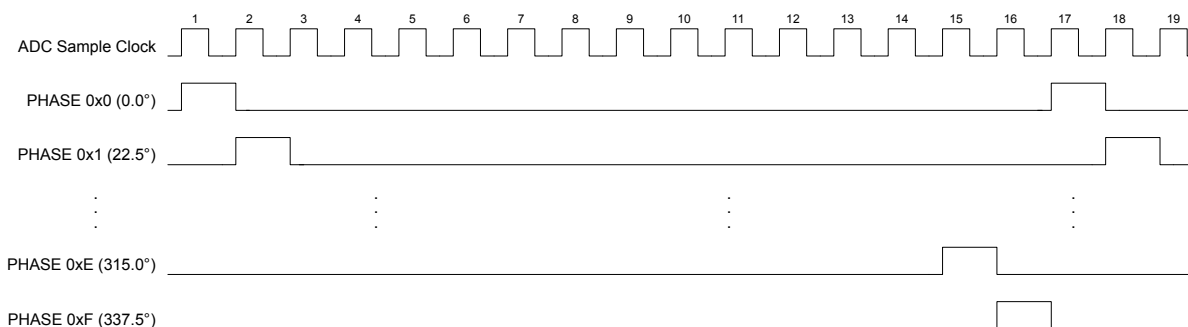 1 2 3 4 5 6 7 8 9 10 11 12 13 14 15 16 17 18 19
ADC Sample Clock
PHASE 0x0 (0.0°)
PHASE 0x1 (22.5°)
PHASE 0xE (315.0°)
PHASE 0xF (337.5°)